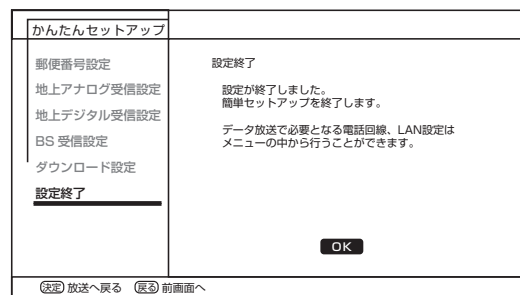 かんたんセットアップ
郵便番号設定
地上アナログ受信設定
地上デジタル受信設定
BS 受信設定
ダウンロード設定
設定終了
設定終了
設定が終了しました。
簡単セットアップを終了します。
データ放送で必要となる電話回線、LAN設定は
メニューの中から行うことができます。
OK
決定 放送へ戻る 戻る 前画面へ